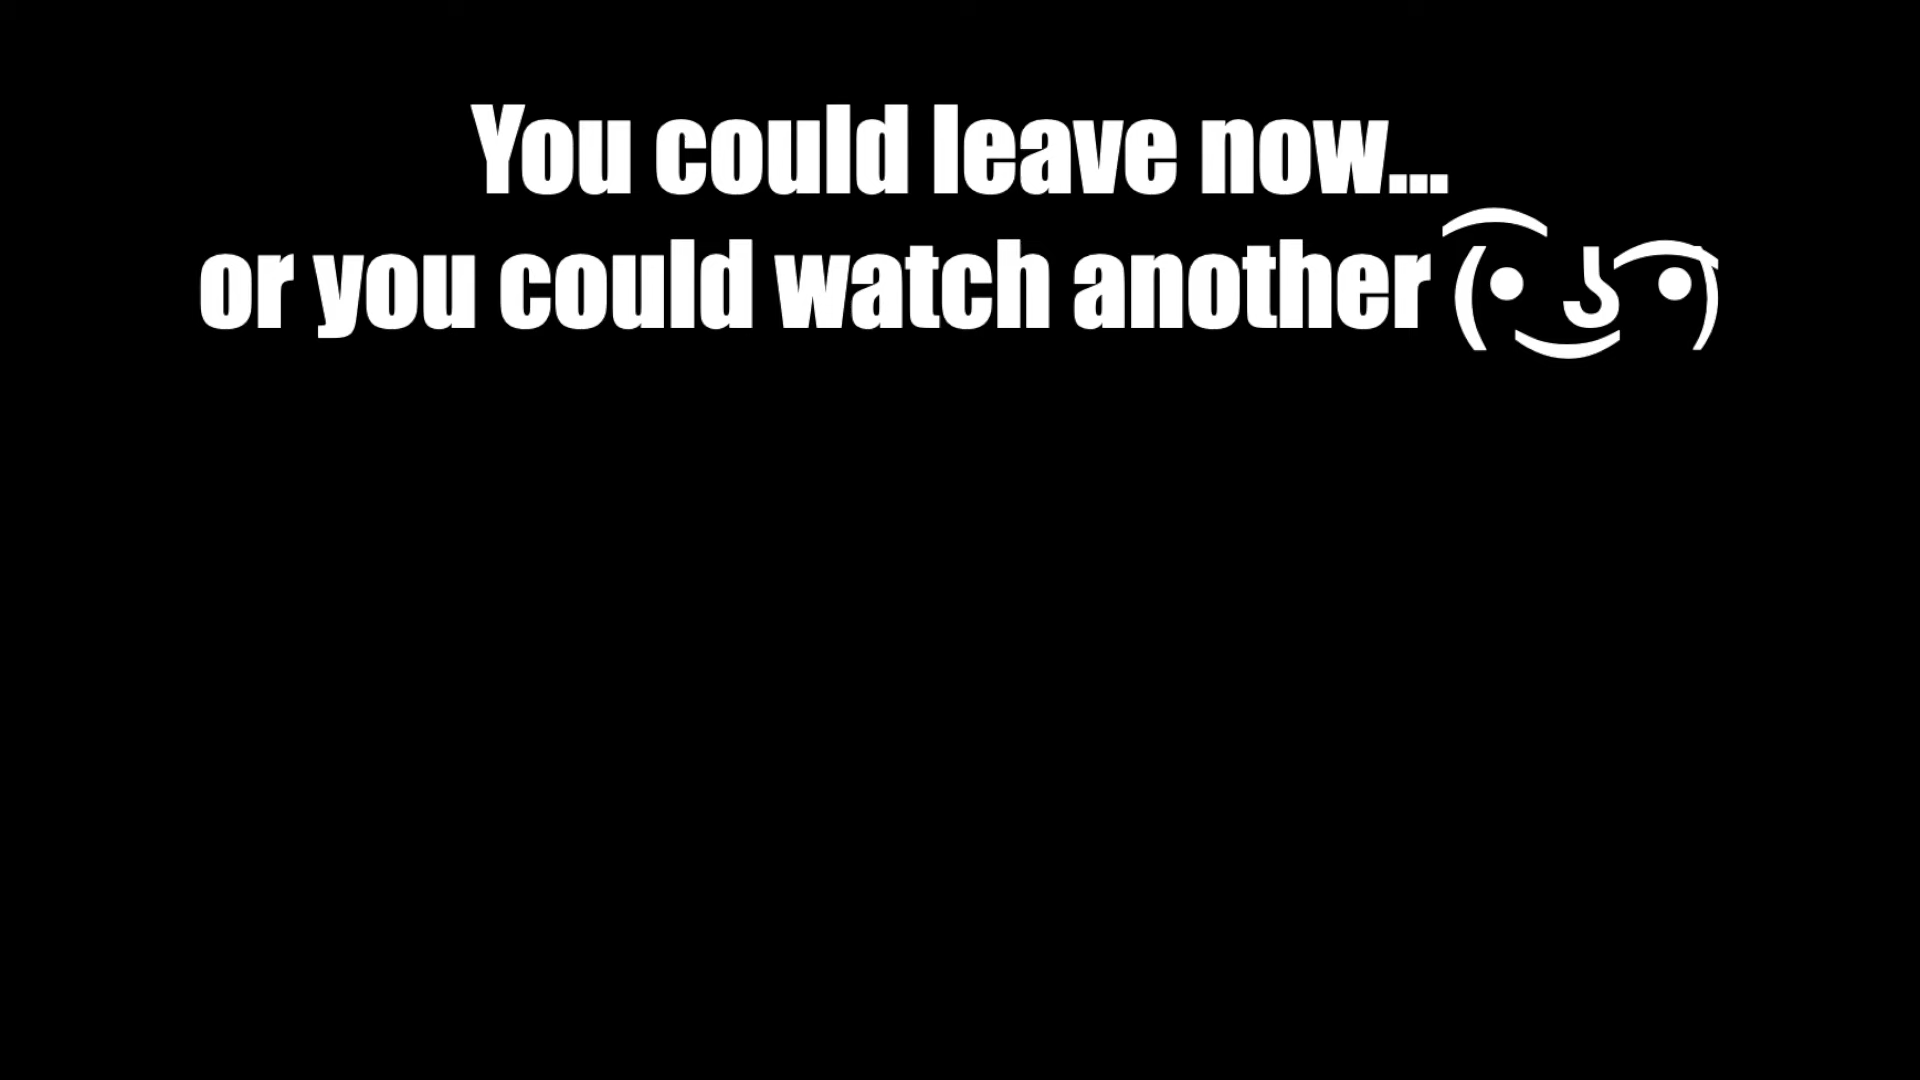 You could leave now...
or you could watch another ( ͡• ͜ʖ ͡•)